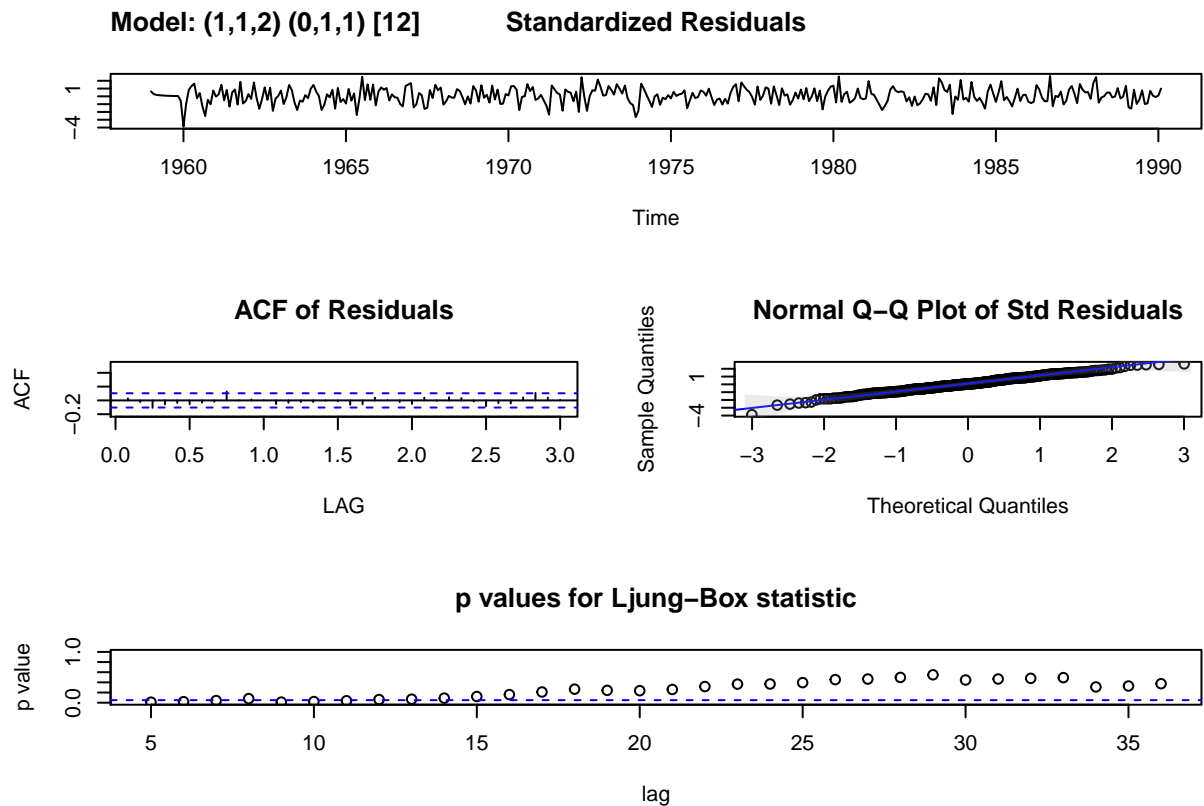 Model: (1,1,2) (0,1,1) [12] Standardized Residuals
1
−4
1960 1965 1970 1975 1980 1985 1990
Time
ACF of Residuals
ACF
−0.2
0.0 0.5 1.0 1.5 2.0 2.5 3.0
LAG
Normal Q−Q Plot of Std Residuals
Sample Quantiles
1
−4
−3 −2 −1 0 1 2 3
Theoretical Quantiles
p values for Ljung−Box statistic
p value
1.0
0.0
5 10 15 20 25 30 35
lag